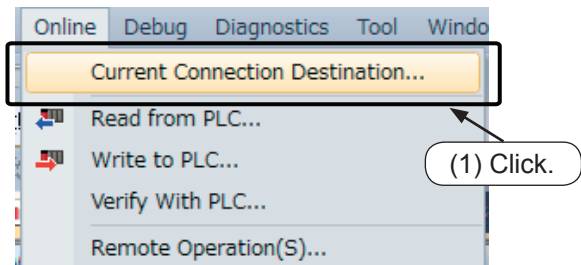 Online Debug Diagnostics Tool Windo
Current Connection Destination...
Read from PLC...
Write to PLC...
(1) Click.
Verify With PLC...
Remote Operation(S)...